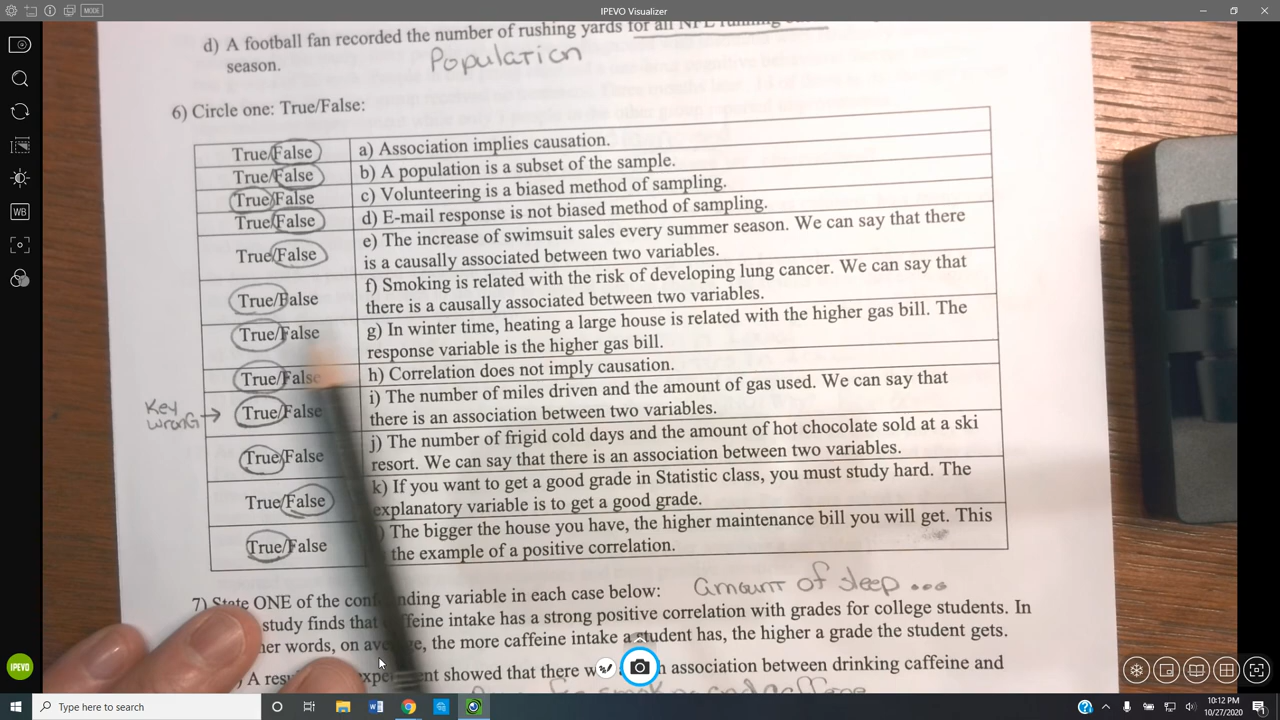 MODE
IPEVO Visualizer
d) A football fan recorded the number of rushing yards for all NFL running
season.
Population
6) Circle one: True/False:
True/False a) Association implies causation.
True/False b) A population is a subset of the sample.
True/False c) Volunteering is a biased method of sampling.
True/False d) E-mail response is not biased method of sampling.
True/False e) The increase of swimsuit sales every summer season. We can say that there
is a causally associated between two variables.
True/False f) Smoking is related with the risk of developing lung cancer. We can say that
there is a causally associated between two variables.
True/False g) In winter time, heating a large house is related with the higher gas bill. The
response variable is the higher gas bill.
True/False h) Correlation does not imply causation.
Key wrong → True/False i) The number of miles driven and the amount of gas used. We can say that
there is an association between two variables.
True/False j) The number of frigid cold days and the amount of hot chocolate sold at a ski
resort. We can say that there is an association between two variables.
True/False k) If you want to get a good grade in Statistic class, you must study hard. The
explanatory variable is to get a good grade.
True/False The bigger the house you have, the higher maintenance bill you will get. This
the example of a positive correlation.
7) State ONE of the confounding variable in each case below: amount of sleep ...
study finds that caffeine intake has a strong positive correlation with grades for college students. In
her words, on average, the more caffeine intake a student has, the higher a grade the student gets.
A experiment showed that there association between drinking caffeine and
smoking and caffeine
WB
IPEVO
Type here to search
10:12 PM
10/27/2020